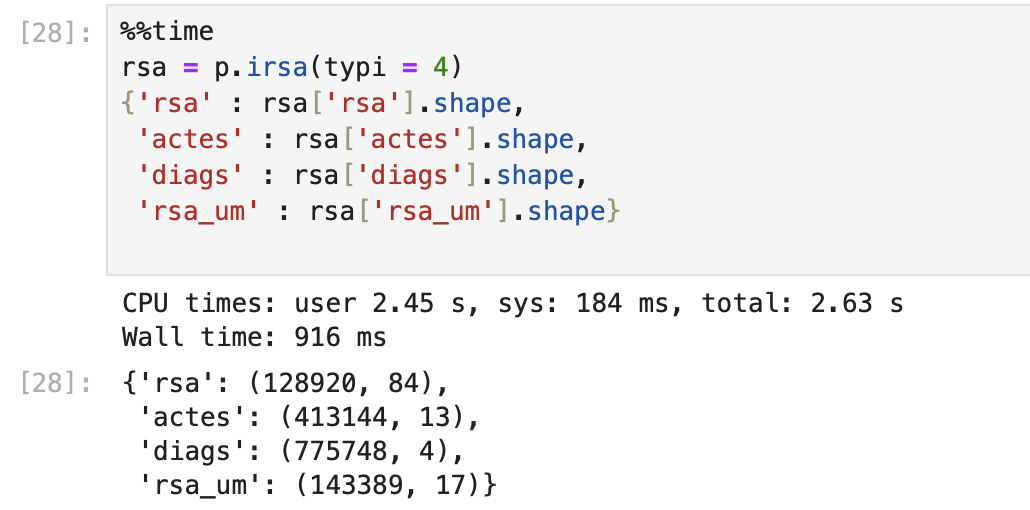 [28]: %%time
rsa = p.irsa(typi = 4)
{'rsa' : rsa['rsa'].shape,
 'actes' : rsa['actes'].shape,
 'diags' : rsa['diags'].shape,
 'rsa_um' : rsa['rsa_um'].shape}
CPU times: user 2.45 s, sys: 184 ms, total: 2.63 s
Wall time: 916 ms
[28]: {'rsa': (128920, 84),
 'actes': (413144, 13),
 'diags': (775748, 4),
 'rsa_um': (143389, 17)}